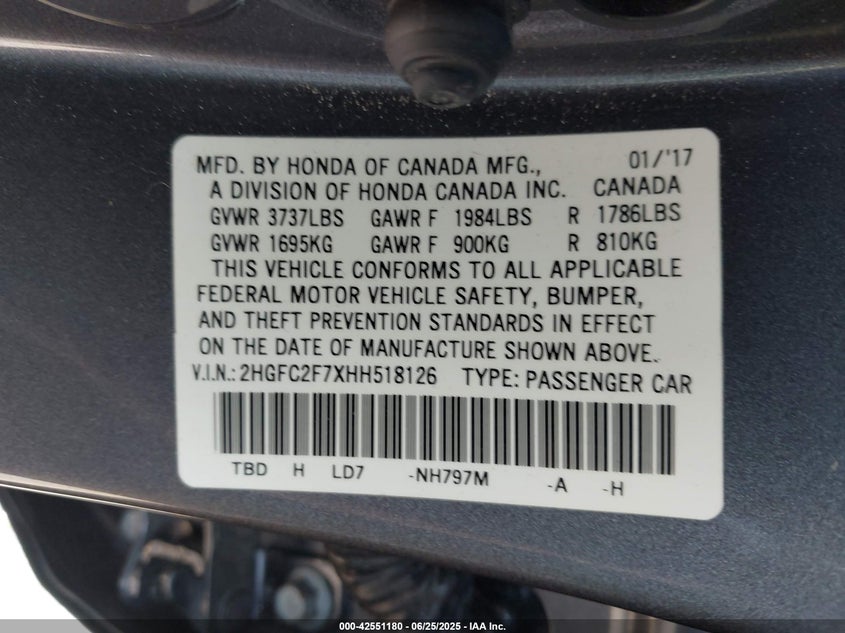 MFD. BY HONDA OF CANADA MFG., 01/'17
A DIVISION OF HONDA CANADA INC. CANADA
GVWR 3737LBS GAWR F 1984LBS R 1786LBS
GVWR 1695KG GAWR F 900KG R 810KG
THIS VEHICLE CONFORMS TO ALL APPLICABLE
FEDERAL MOTOR VEHICLE SAFETY, BUMPER,
AND THEFT PREVENTION STANDARDS IN EFFECT
ON THE DATE OF MANUFACTURE SHOWN ABOVE.
V.I.N.: 2HGFC2F7XHH518126 TYPE: PASSENGER CAR
TBD H LD7 -NH797M -A -H
000-42551180 - 06/25/2025 - IAA Inc.